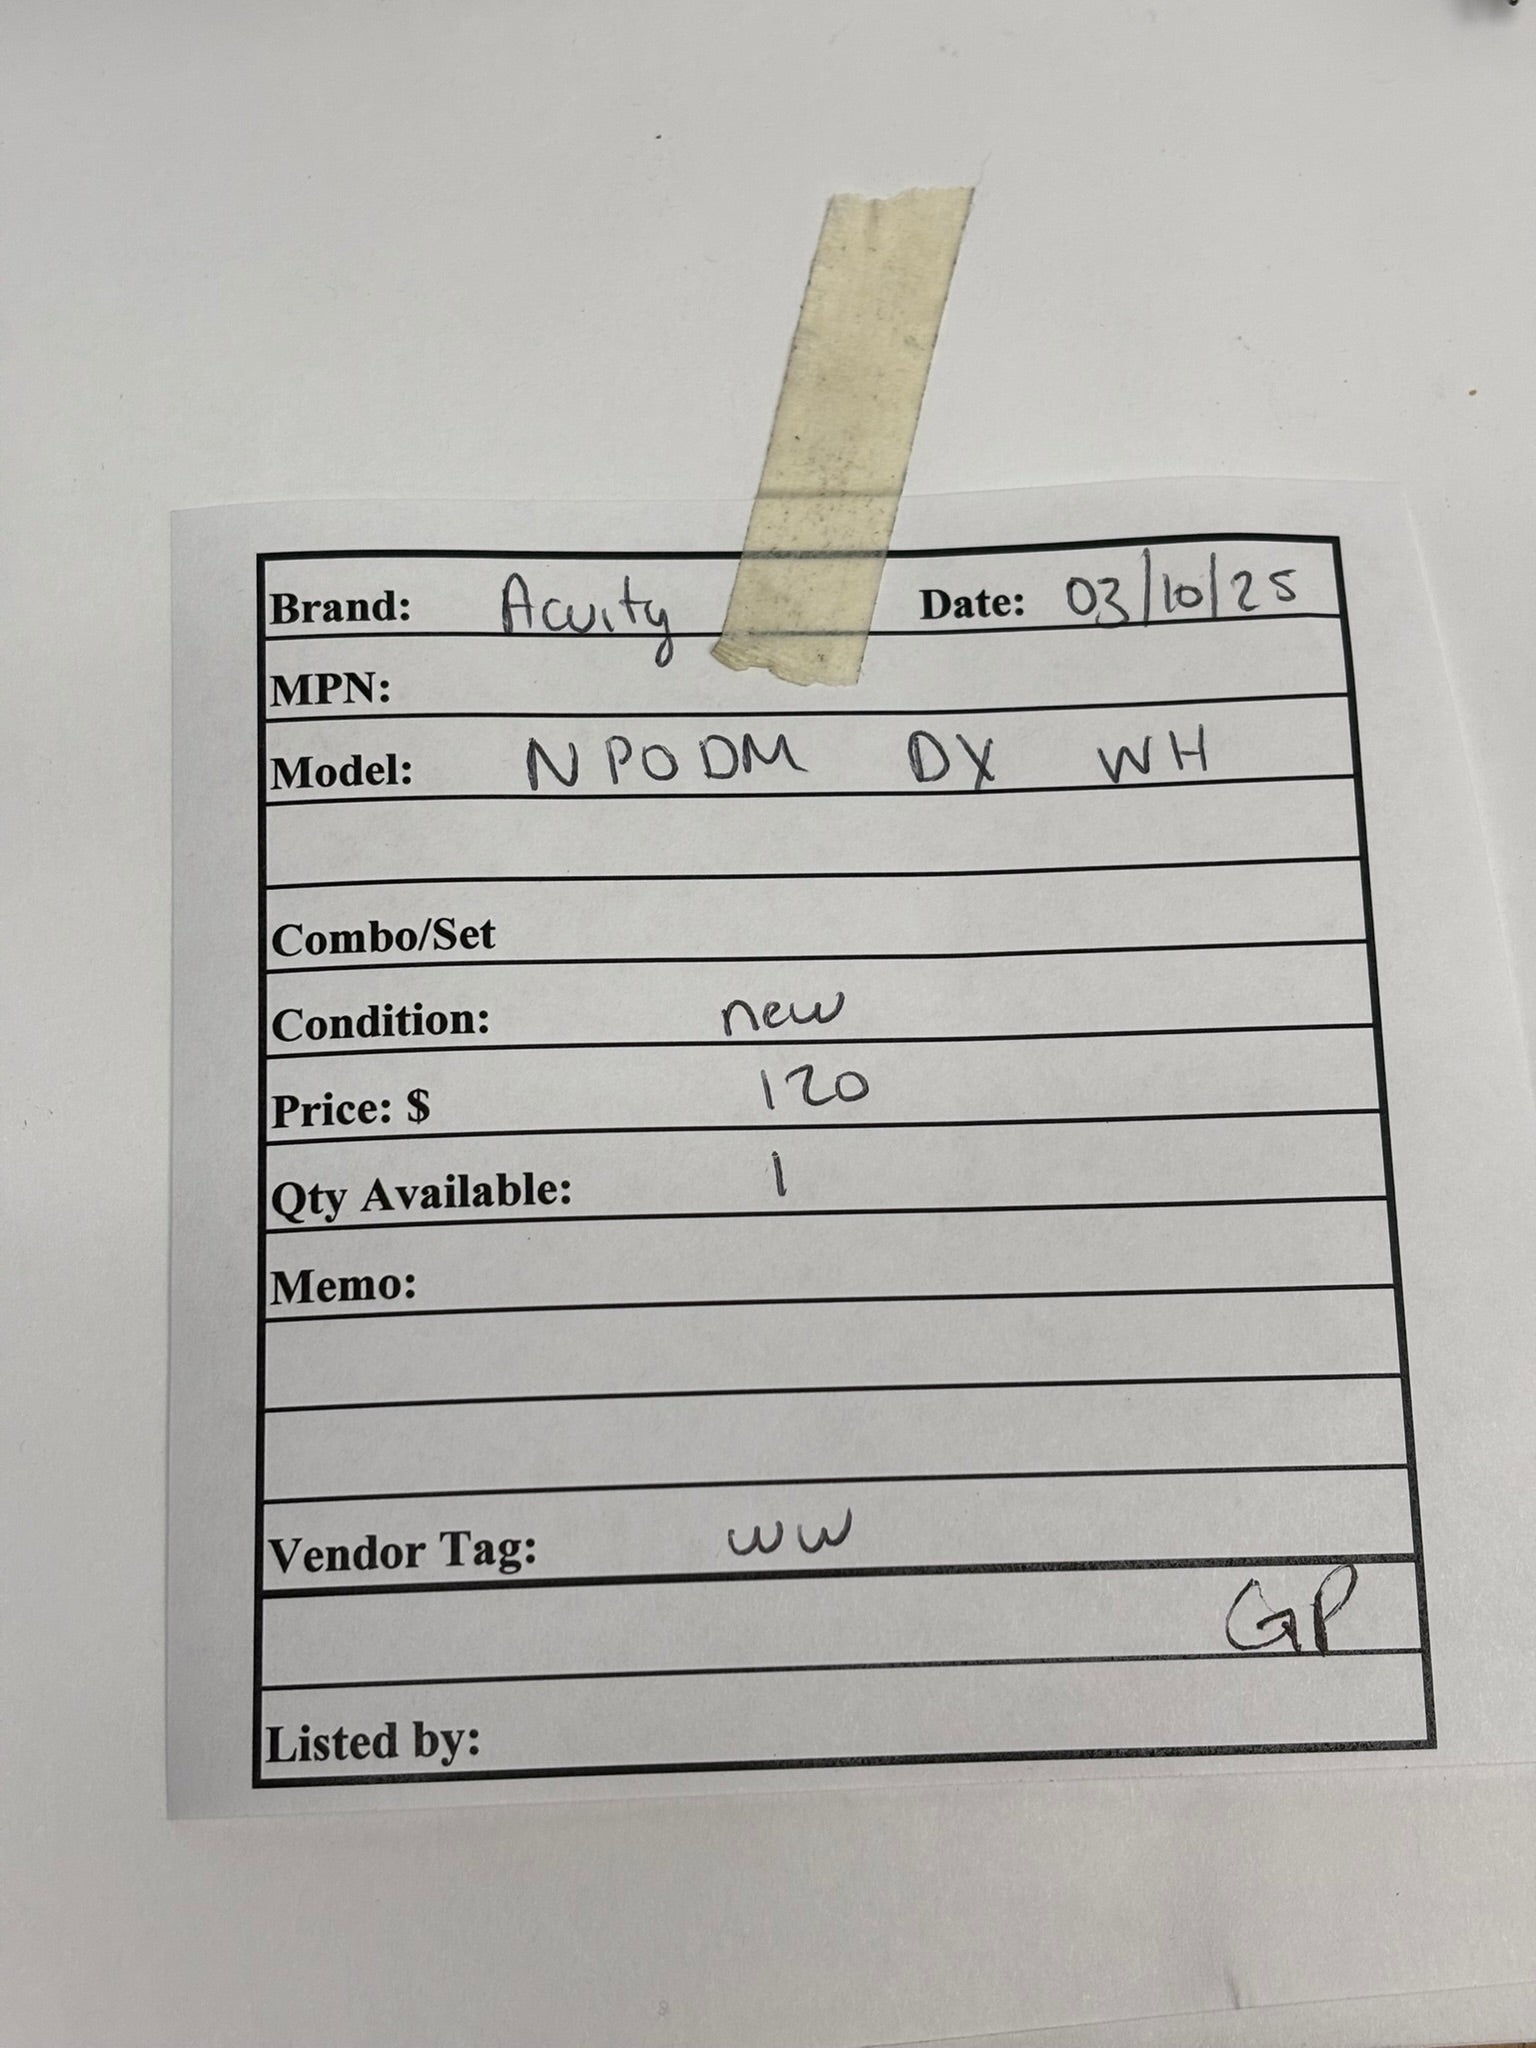 Brand: Acuity Date: 03/10/25
MPN:
Model: NPODM DX WH
Combo/Set
Condition: new
Price: $ 120
Qty Available: 1
Memo:
Vendor Tag: WW
GP
Listed by: